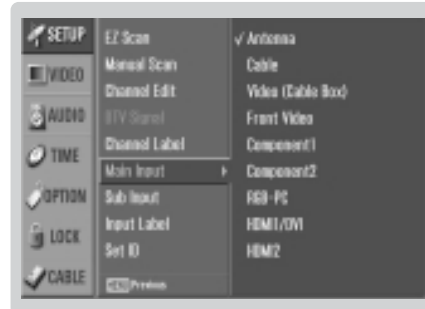 SETUP
VIDEO
AUDIO
TIME
OPTION
LOCK
CABLE
EZ Scan
Manual Scan
Channel Edit
DTV Signal
Channel Label
Main Input
Sub Input
Input Label
Set ID
MENU Previous
√ Antenna
Cable
Video (Cable Box)
Front Video
Component1
Component2
RGB-PC
HDMI1/DVI
HDMI2